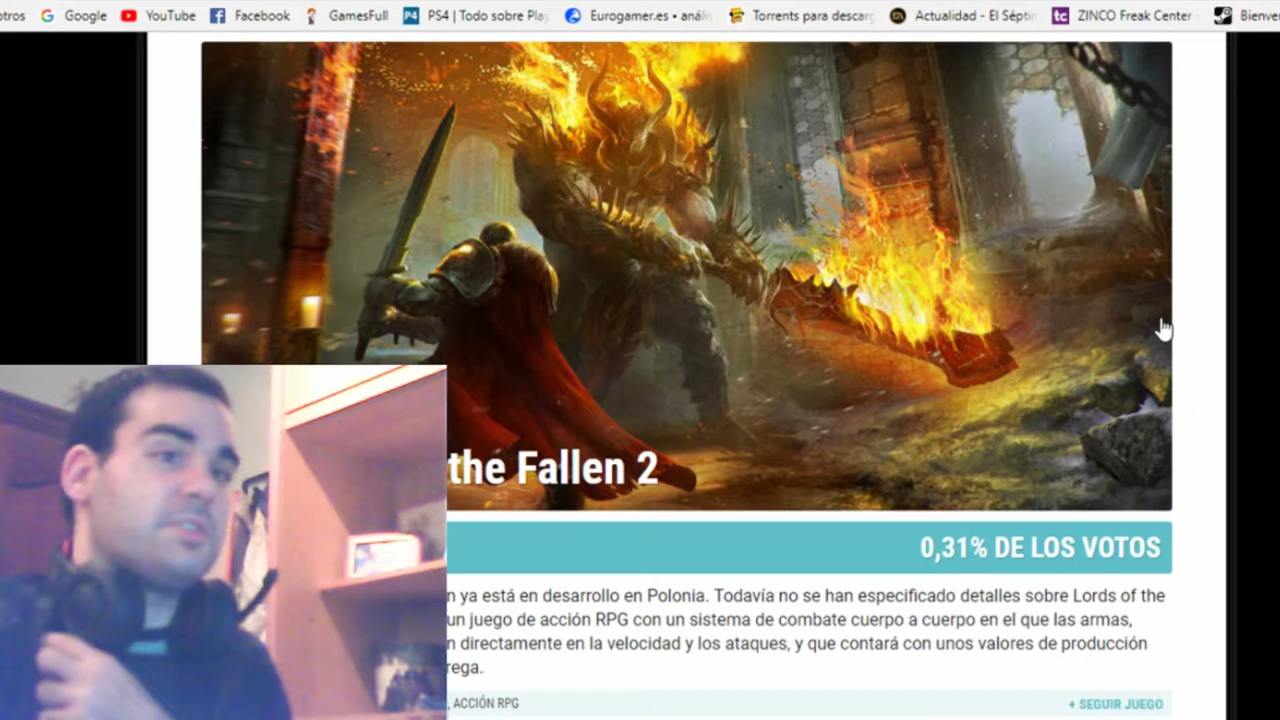 otros Google YouTube Facebook GamesFull PS4 | Todo sobre Play Eurogamer.es • anális Torrents para descarg Actualidad - El Séptim ZINCO Freak Center - Bienve
the Fallen 2
0,31% DE LOS VOTOS
n ya está en desarrollo en Polonia. Todavía no se han especificado detalles sobre Lords of the
un juego de acción RPG con un sistema de combate cuerpo a cuerpo en el que las armas,
n directamente en la velocidad y los ataques, y que contará con unos valores de producción
rega.
, ACCIÓN RPG + SEGUIR JUEGO